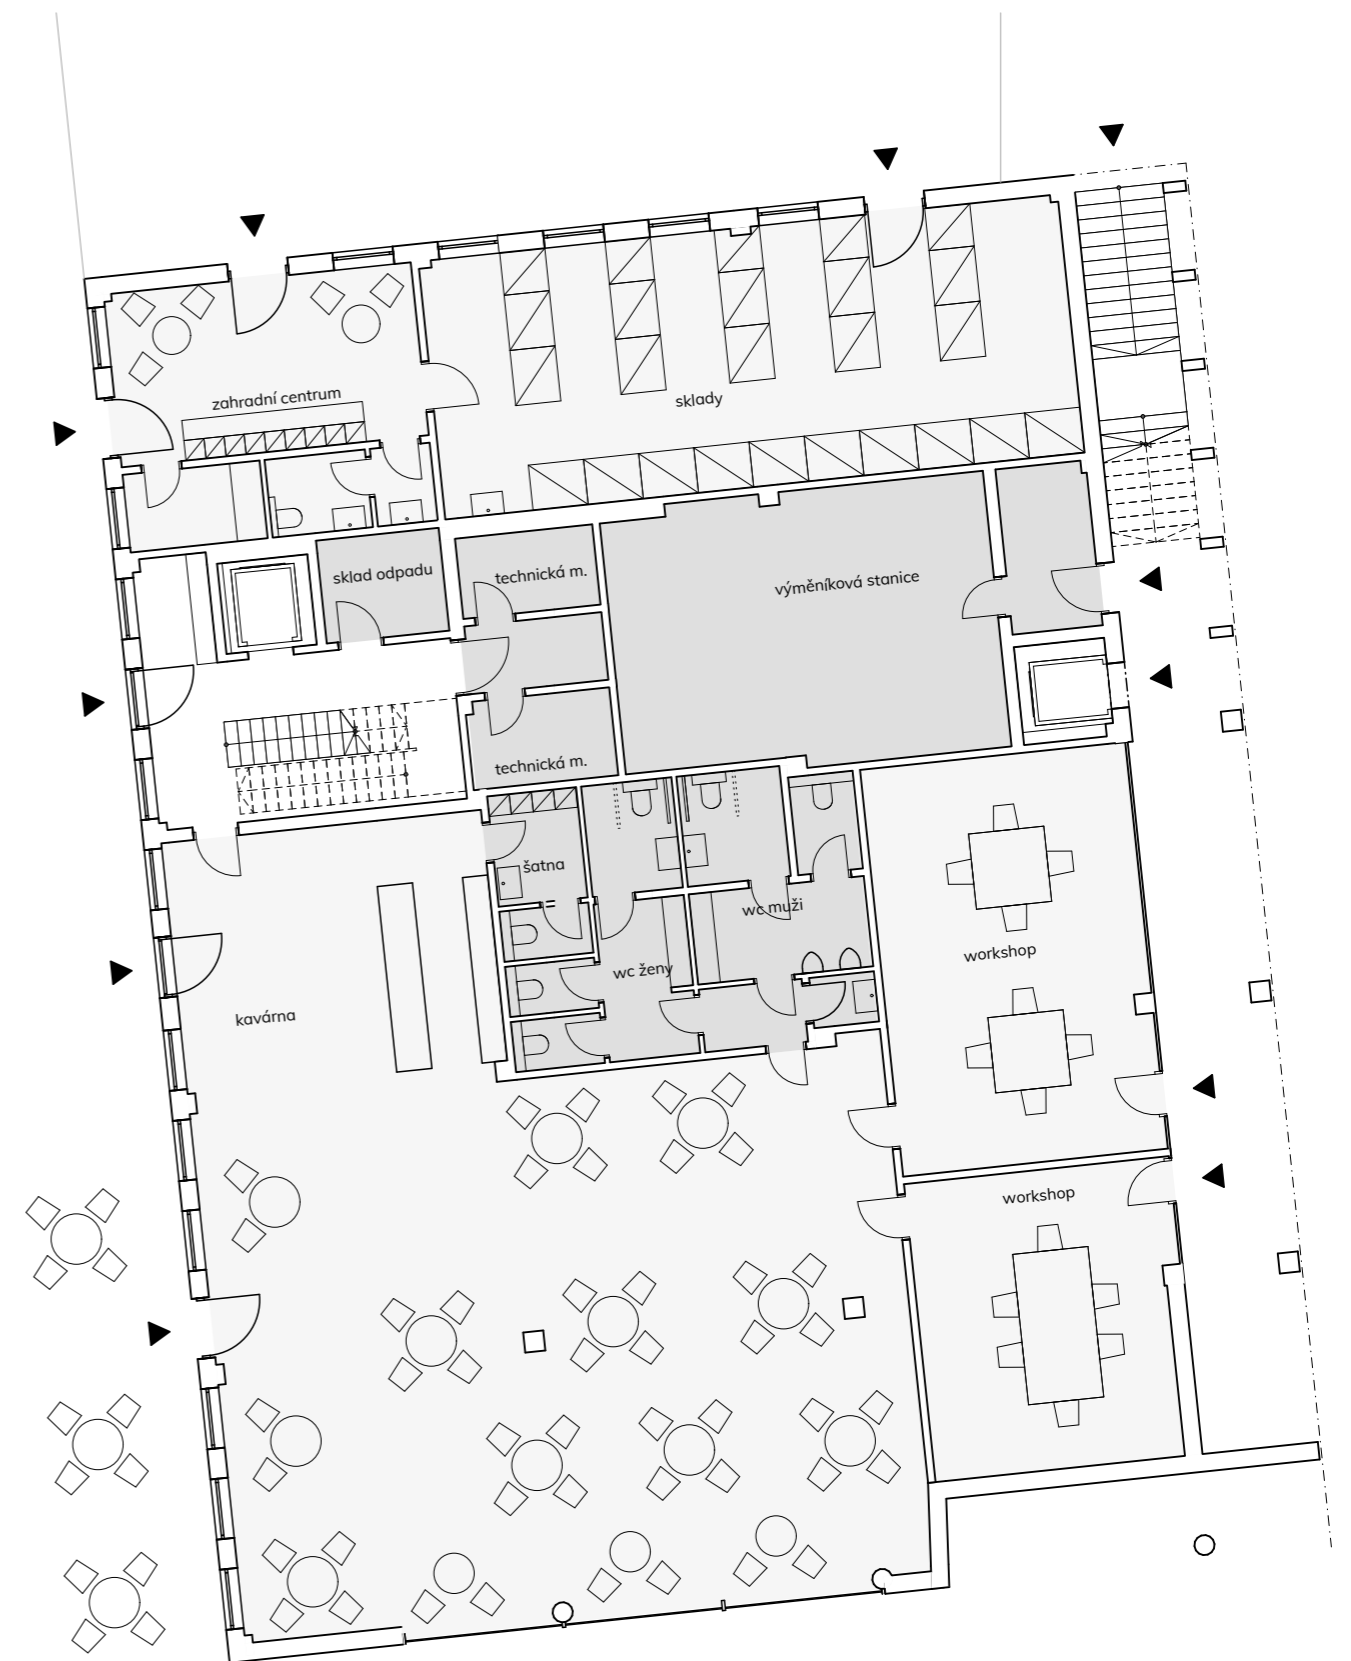 zahradní centrum
sklady
sklad odpadu
technická m.
výměníková stanice
technická m.
šatna
wc muži
wc ženy
workshop
kavárna
workshop